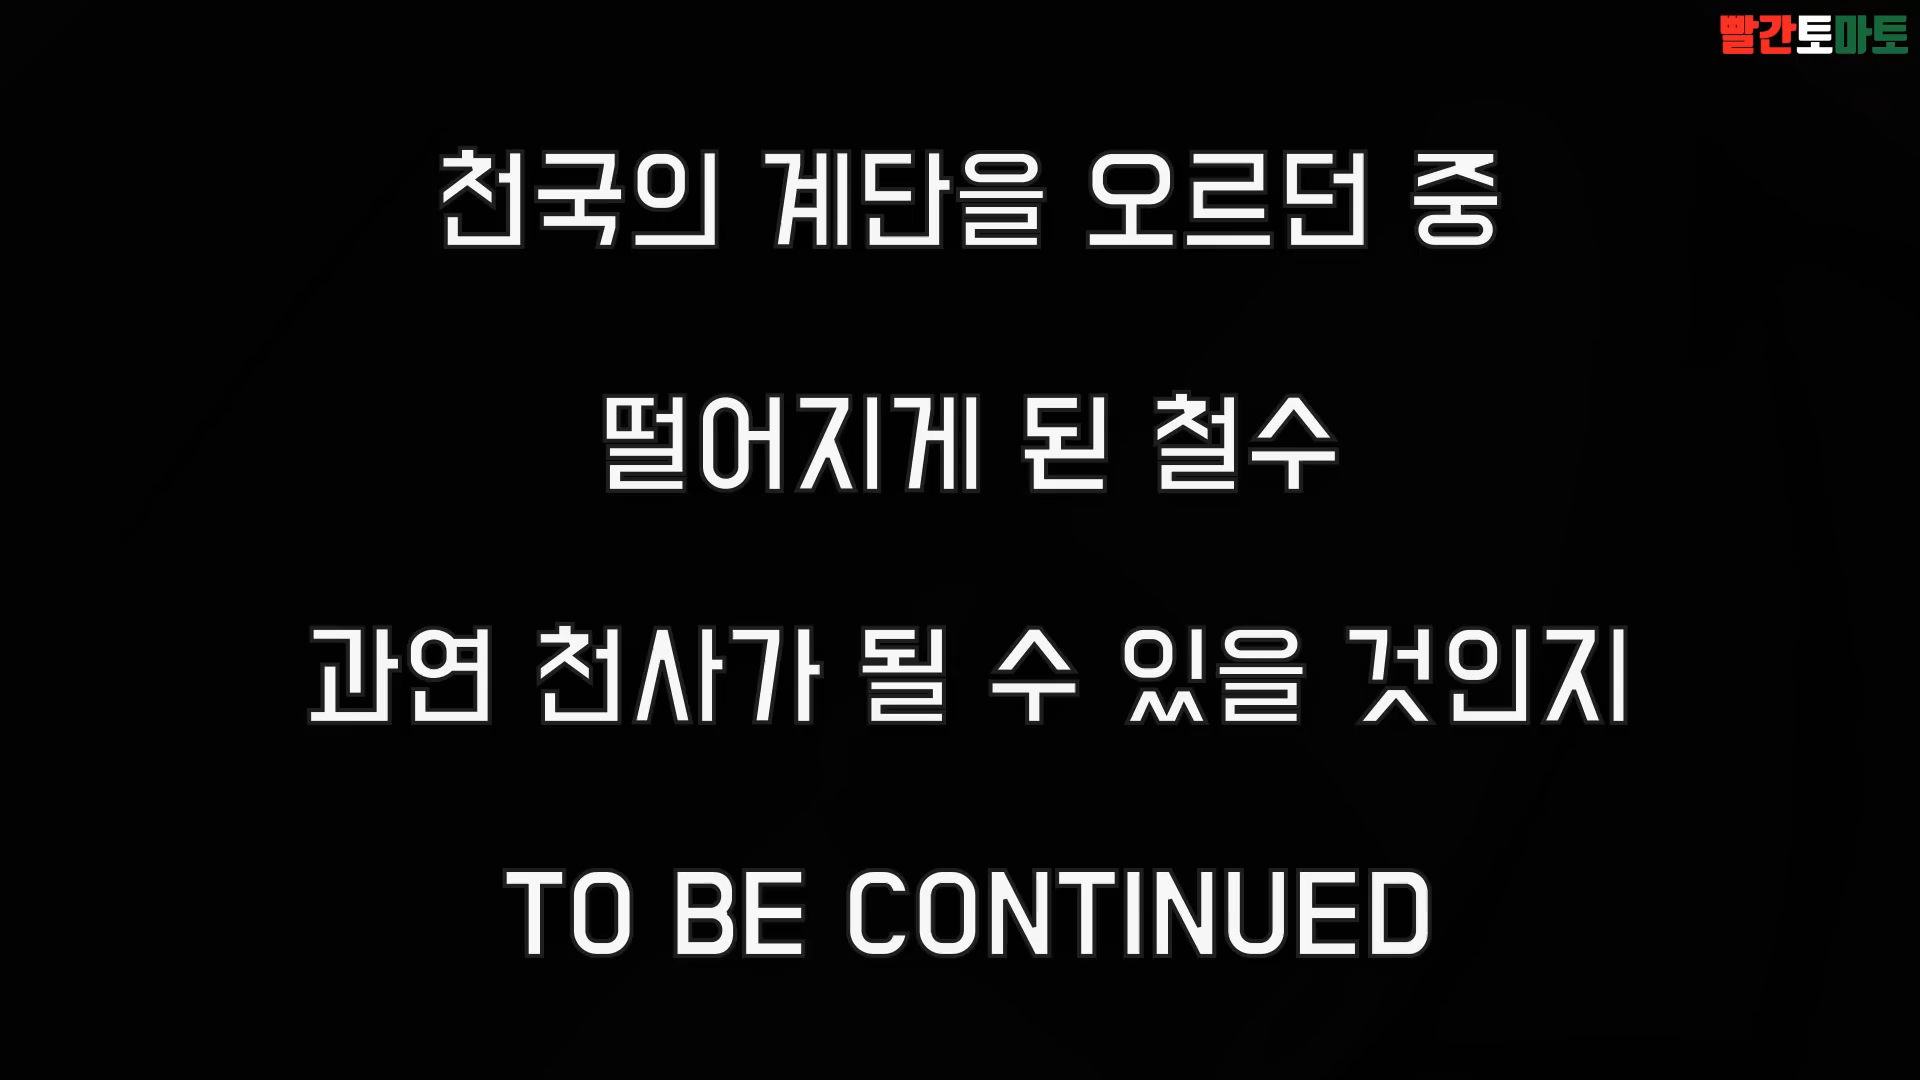 빨간토마토
천국의 계단을 오르던 중
떨어지게 된 철수
과연 천사가 될 수 있을 것인지
TO BE CONTINUED